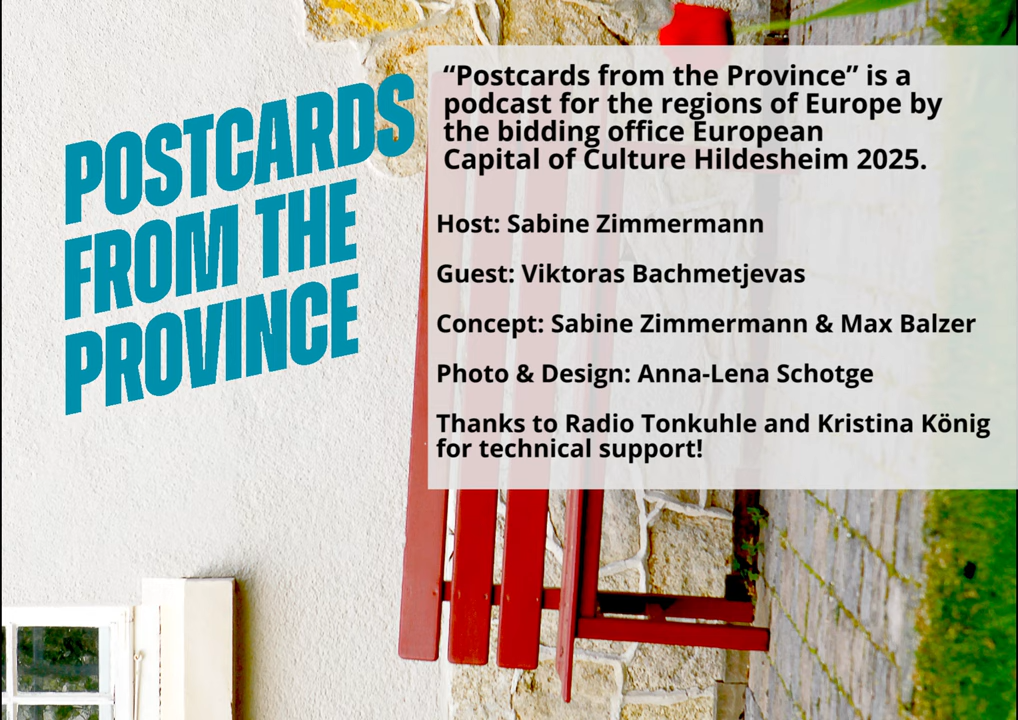 POSTCARDS
FROM THE
PROVINCE
“Postcards from the Province” is a
podcast for the regions of Europe by
the bidding office European
Capital of Culture Hildesheim 2025.
Host: Sabine Zimmermann
Guest: Viktoras Bachmetjevas
Concept: Sabine Zimmermann & Max Balzer
Photo & Design: Anna-Lena Schotge
Thanks to Radio Tonkuhle and Kristina König
for technical support!